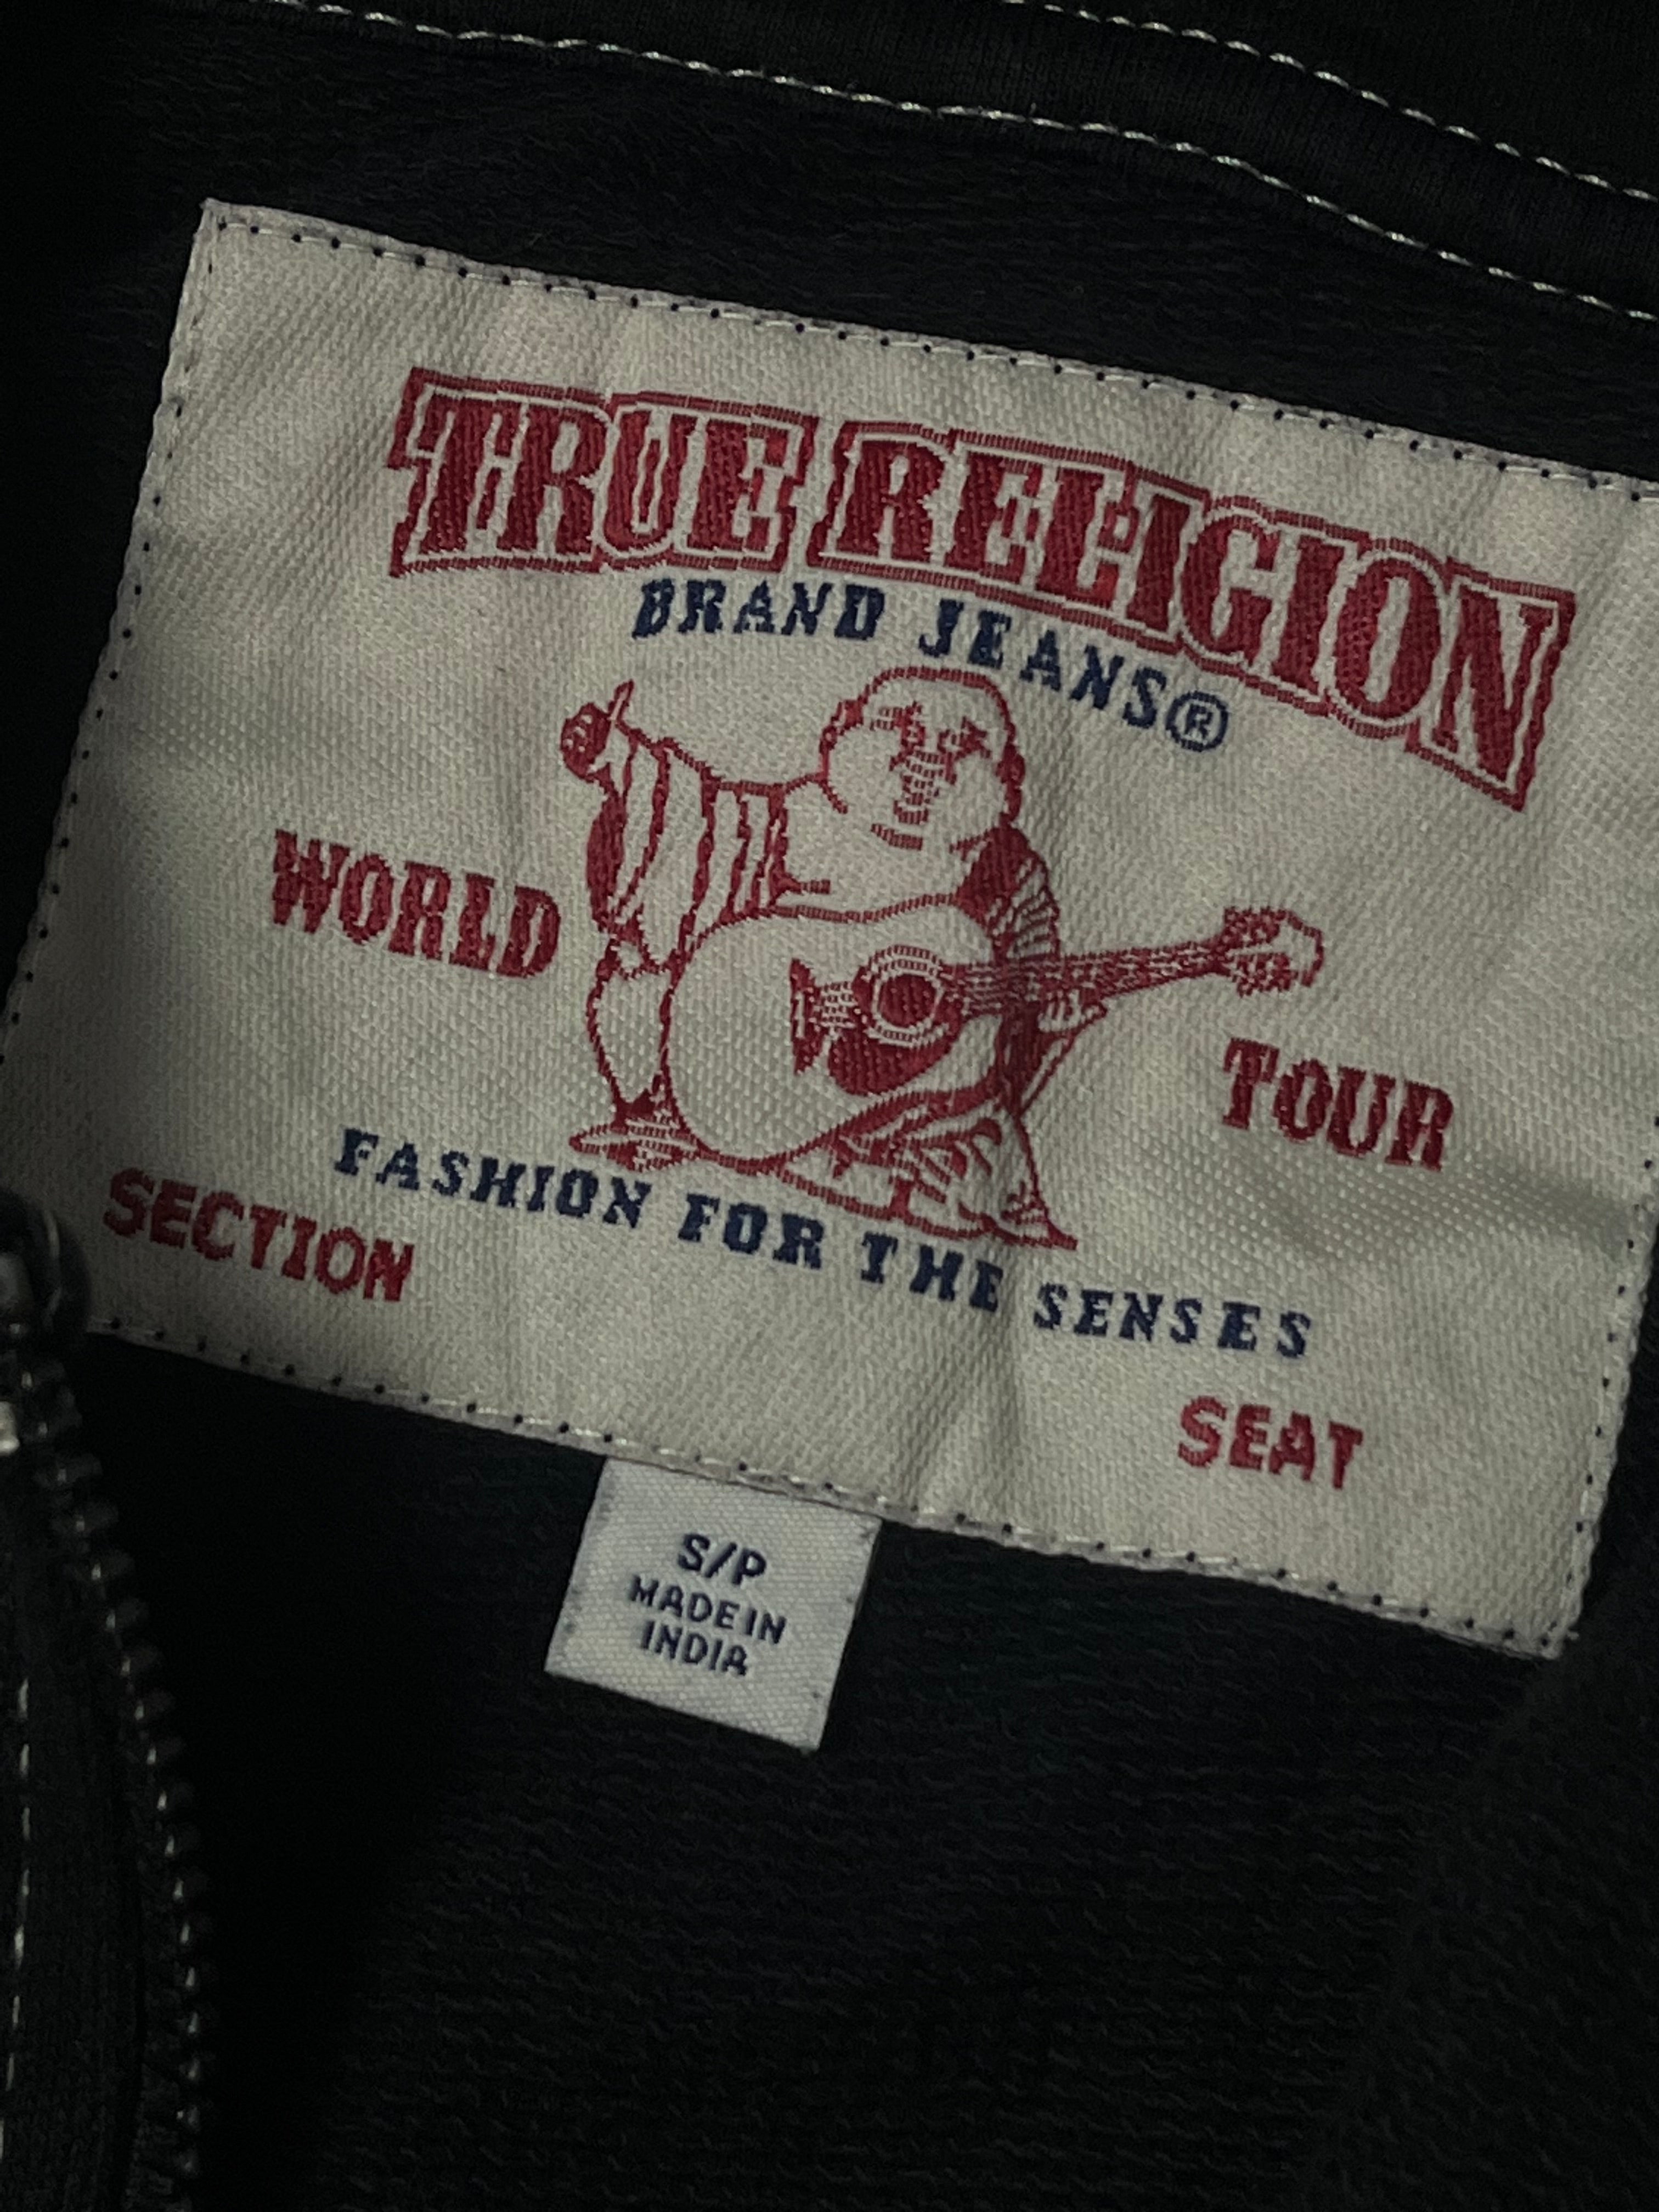 TRUE RELIGION
BRAND JEANS®
WORLD TOUR
FASHION FOR THE SENSES
SECTION SEAT
S/P
MADE IN
INDIA